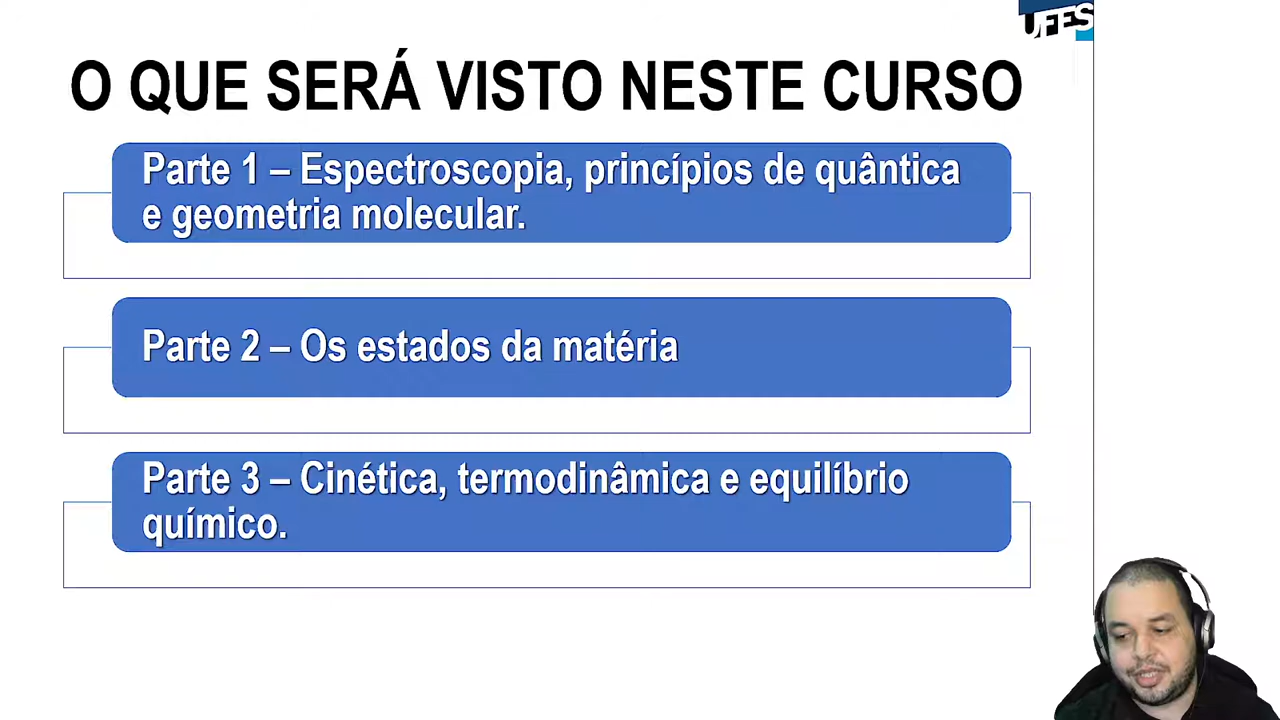 UFES
O QUE SERÁ VISTO NESTE CURSO
Parte 1 – Espectroscopia, princípios de quântica
e geometria molecular.
Parte 2 – Os estados da matéria
Parte 3 – Cinética, termodinâmica e equilíbrio
químico.